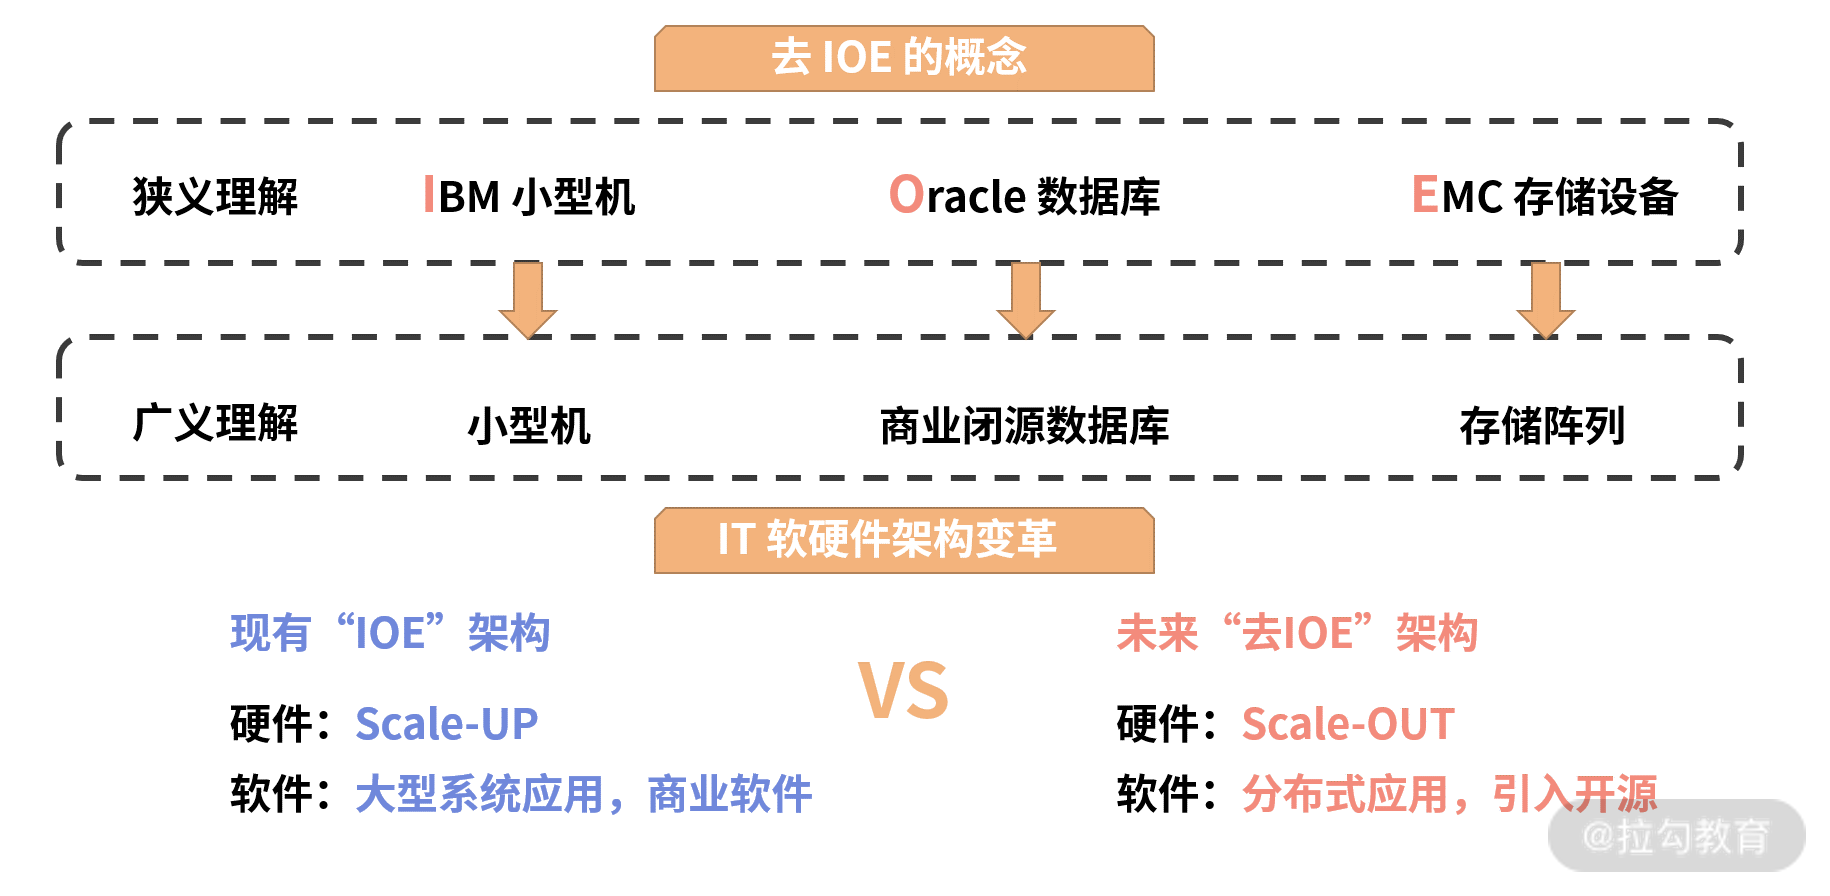 去 IOE 的概念
狭义理解 IBM 小型机 Oracle 数据库 EMC 存储设备
广义理解 小型机 商业闭源数据库 存储阵列
IT 软硬件架构变革
现有“IOE”架构 未来“去IOE”架构
VS
硬件：Scale-UP 硬件：Scale-OUT
软件：大型系统应用，商业软件 软件：分布式应用，引入开源
@拉勾教育